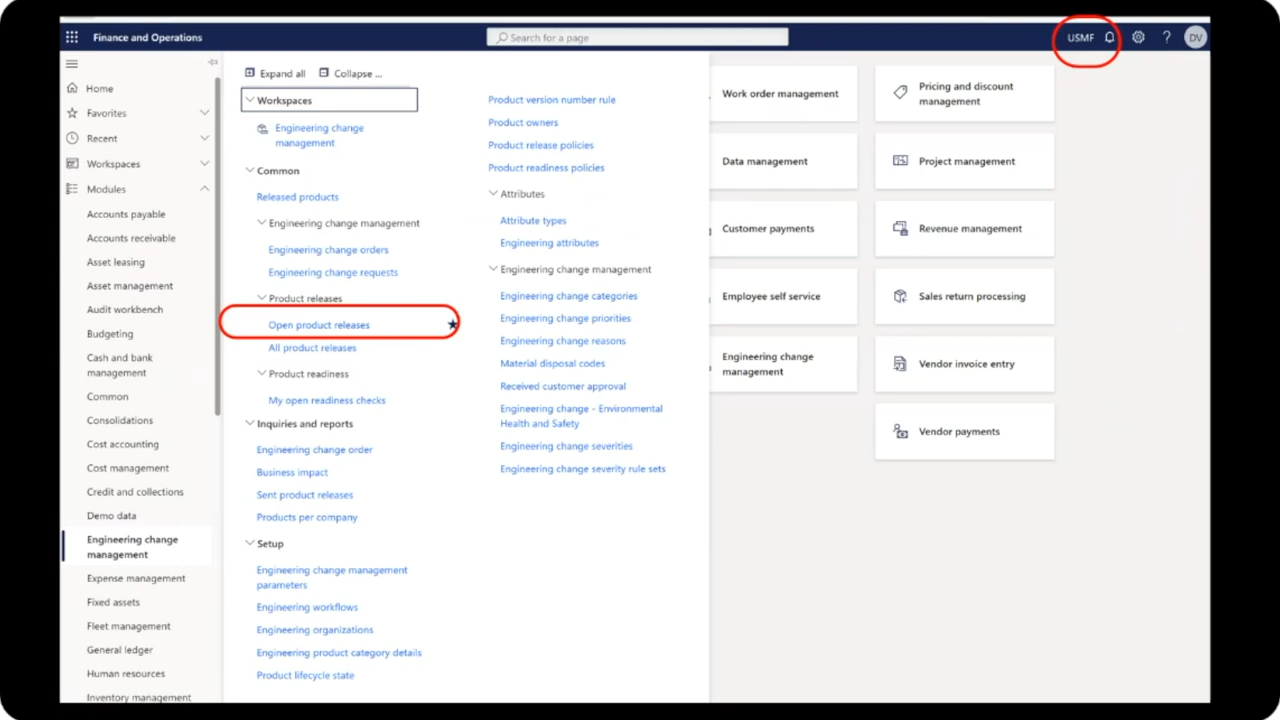 Finance and Operations
Search for a page
USMF
?
DV
Home
Favorites
Recent
Workspaces
Modules
Accounts payable
Accounts receivable
Asset leasing
Asset management
Audit workbench
Budgeting
Cash and bank
management
Common
Consolidations
Cost accounting
Cost management
Credit and collections
Demo data
Engineering change
management
Expense management
Fixed assets
Fleet management
General ledger
Human resources
Inventory management
Expand all
Collapse ...
Workspaces
Engineering change
management
Common
Released products
Engineering change management
Engineering change orders
Engineering change requests
Product releases
Open product releases
All product releases
Product readiness
My open readiness checks
Inquiries and reports
Engineering change order
Business impact
Sent product releases
Products per company
Setup
Engineering change management
parameters
Engineering workflows
Engineering organizations
Engineering product category details
Product lifecycle state
Product version number rule
Product owners
Product release policies
Product readiness policies
Attributes
Attribute types
Engineering attributes
Engineering change management
Engineering change categories
Engineering change priorities
Engineering change reasons
Material disposal codes
Received customer approval
Engineering change - Environmental
Health and Safety
Engineering change severities
Engineering change severity rule sets
Work order management
Data management
Customer payments
Employee self service
Engineering change
management
Pricing and discount
management
Project management
Revenue management
Sales return processing
Vendor invoice entry
Vendor payments